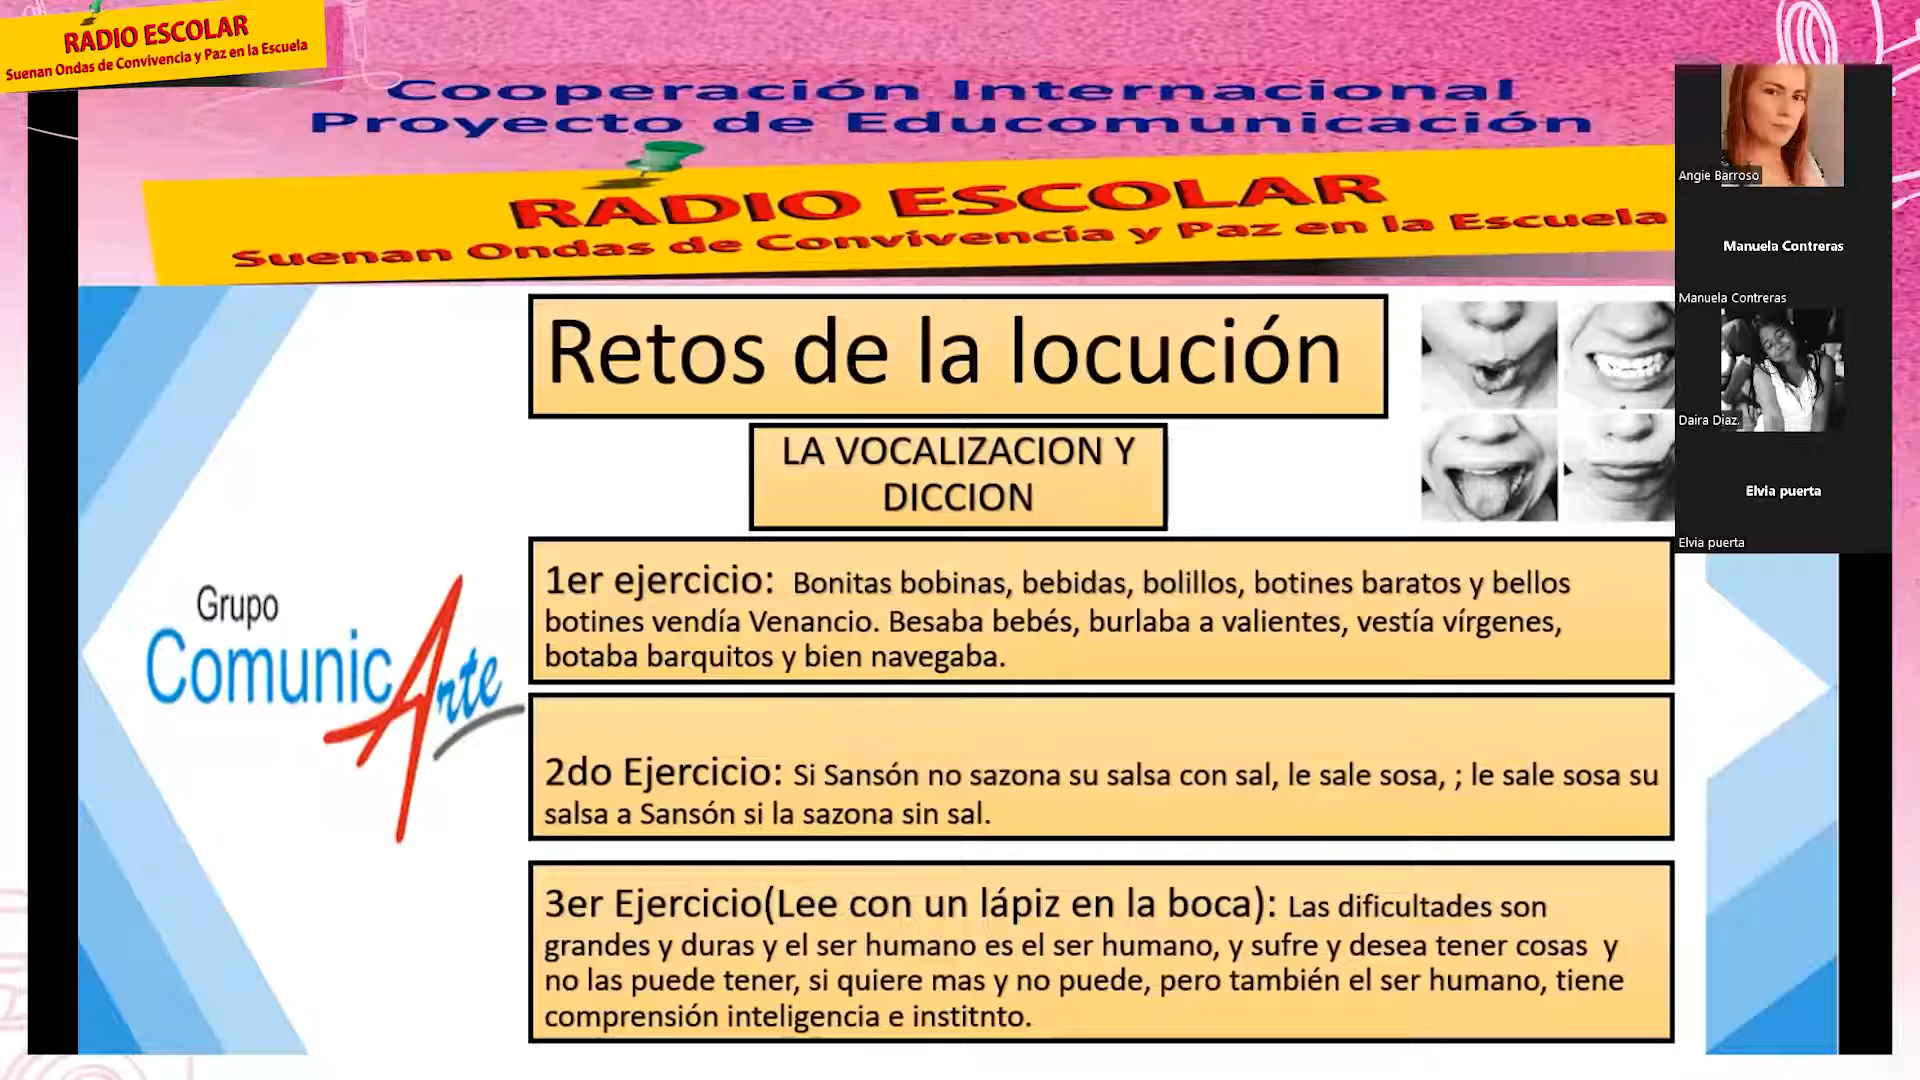 RADIO ESCOLAR
Suenan Ondas de Convivencia y Paz en la Escuela
Cooperación Internacional
Proyecto de Educomunicación
RADIO ESCOLAR
Suenan Ondas de Convivencia y Paz en la Escuela
Retos de la locución
LA VOCALIZACION Y
DICCION
Grupo
ComunicArte
1er ejercicio: Bonitas bobinas, bebidas, bolillos, botines baratos y bellos
botines vendía Venancio. Besaba bebés, burlaba a valientes, vestía vírgenes,
botaba barquitos y bien navegaba.
2do Ejercicio: Si Sansón no sazona su salsa con sal, le sale sosa, ; le sale sosa su
salsa a Sansón si la sazona sin sal.
3er Ejercicio(Lee con un lápiz en la boca): Las dificultades son
grandes y duras y el ser humano es el ser humano, y sufre y desea tener cosas y
no las puede tener, si quiere mas y no puede, pero también el ser humano, tiene
comprensión inteligencia e institnto.
Angie Barroso
Manuela Contreras
Manuela Contreras
Daira Diaz.
Elvia puerta
Elvia puerta